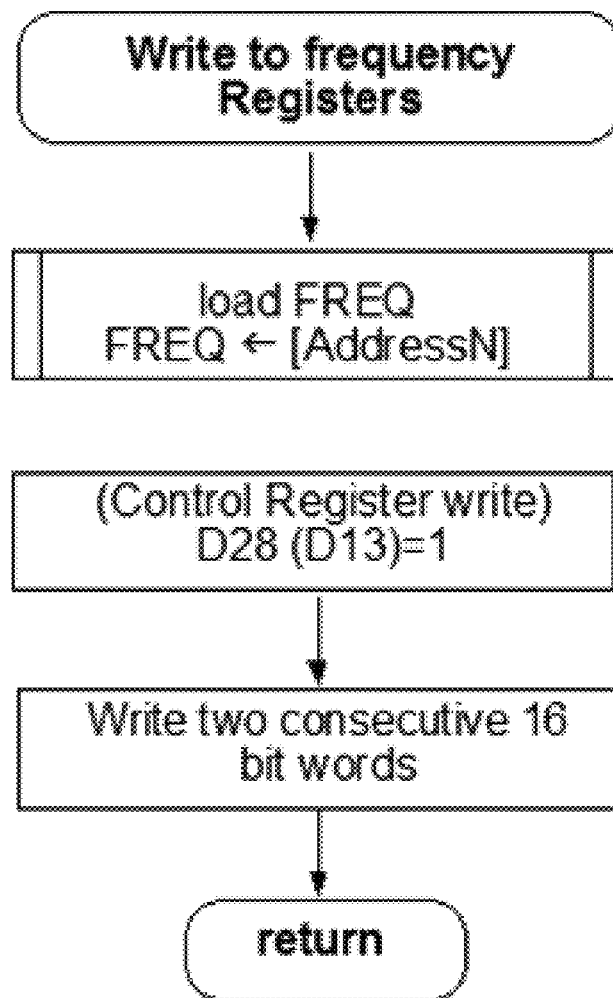 Write to frequency
Registers
load FREQ
FREQ ← [AddressN]
(Control Register write)
D28 (D13)=1
Write two consecutive 16
bit words
return